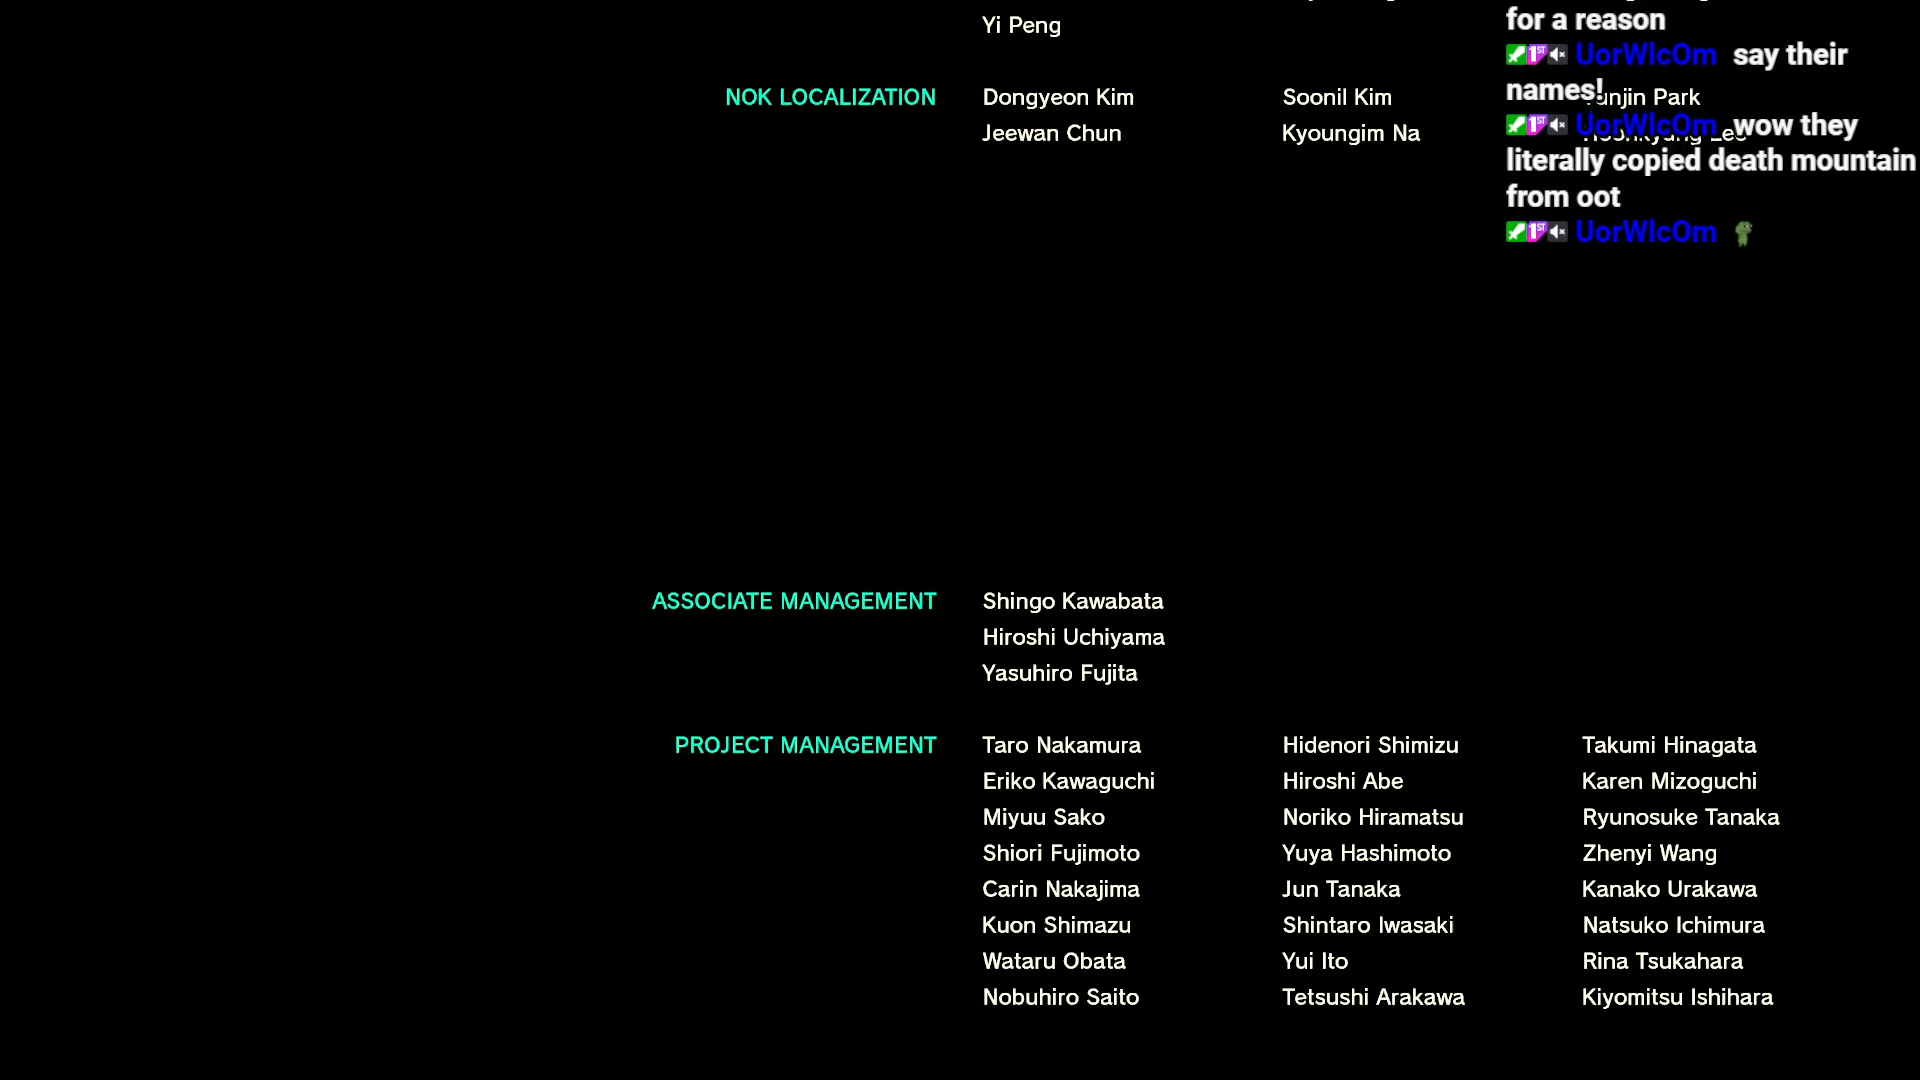 Yi Peng
NOK LOCALIZATION Dongyeon Kim Soonil Kim Park
Jeewan Chun Kyoungim Na
for a reason
UorWlcOm say their
names!
UorWlcOm wow they
literally copied death mountain
from oot
UorWlcOm
ASSOCIATE MANAGEMENT Shingo Kawabata
Hiroshi Uchiyama
Yasuhiro Fujita
PROJECT MANAGEMENT Taro Nakamura Hidenori Shimizu Takumi Hinagata
Eriko Kawaguchi Hiroshi Abe Karen Mizoguchi
Miyuu Sako Noriko Hiramatsu Ryunosuke Tanaka
Shiori Fujimoto Yuya Hashimoto Zhenyi Wang
Carin Nakajima Jun Tanaka Kanako Urakawa
Kuon Shimazu Shintaro Iwasaki Natsuko Ichimura
Wataru Obata Yui Ito Rina Tsukahara
Nobuhiro Saito Tetsushi Arakawa Kiyomitsu Ishihara